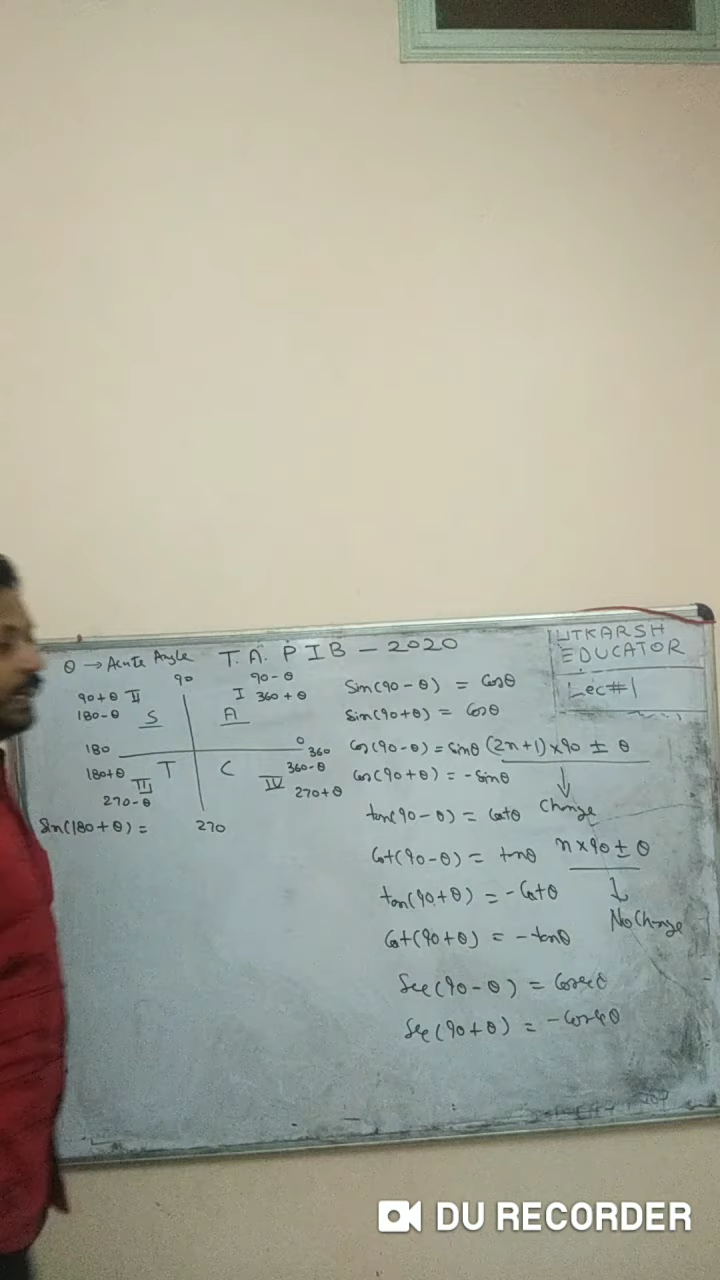 θ → Acute Angle T. A. P I B - 2020
UTKARSH
EDUCATOR
Lec#1
90
90+θ II
180-θ
S
I
90-θ
360+θ
A
180
0
360
180+θ
III
270-θ
T
C
IV
360-θ
270+θ
270
Sin(180+θ) =
Sin(90-θ) = Cosθ
Sin(90+θ) = Cosθ
Cos(90-θ) = Sinθ
Cos(90+θ) = -Sinθ
tan(90-θ) = Cotθ
Cot(90-θ) = tanθ
tan(90+θ) = -Cotθ
Cot(90+θ) = -tanθ
Sec(90-θ) = Cosecθ
Sec(90+θ) = -Cosecθ
(2n+1)×90 ± θ
↓
Change
n×90 ± θ
↓
No Change
DU RECORDER